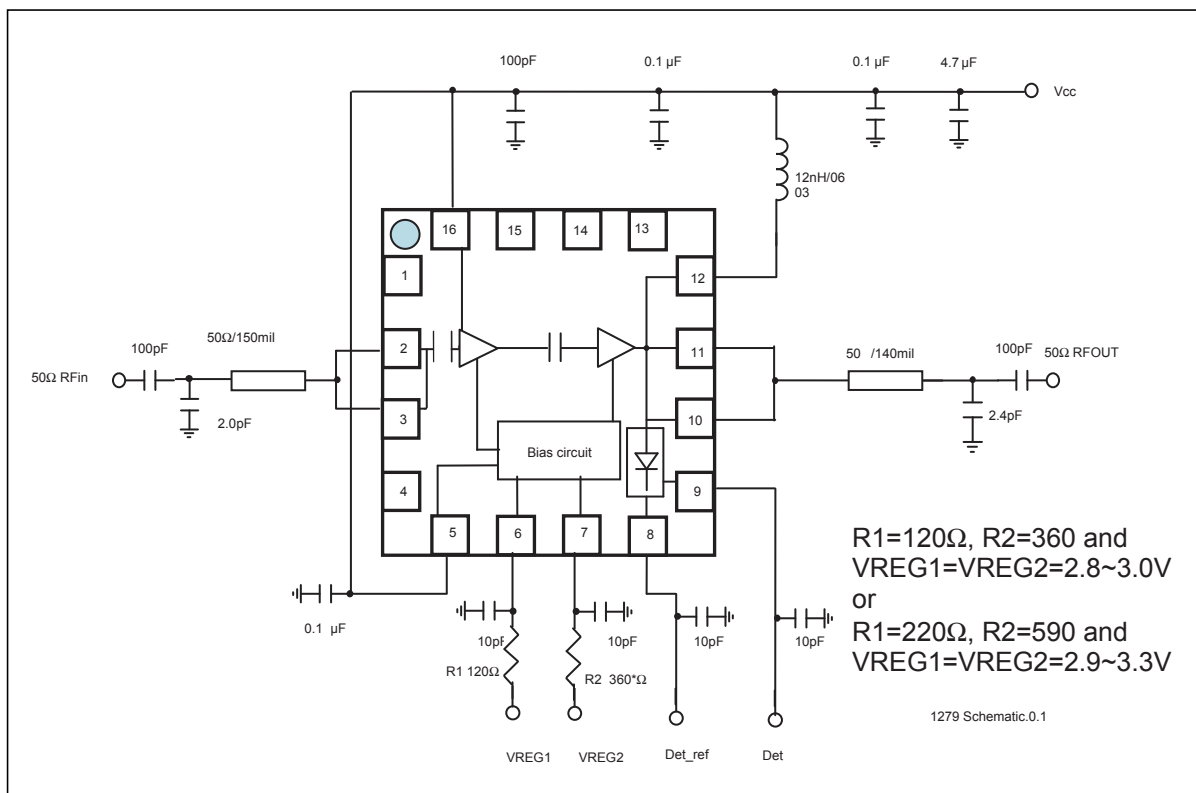 100pF
0.1 µF
0.1 µF
4.7 µF
Vcc
12nH/06
03
16
15
14
13
1
12
50Ω/150mil
2
11
50 /140mil
100pF
50Ω RFOUT
100pF
50Ω RFin
2.0pF
3
10
2.4pF
Bias circuit
4
9
5
6
7
8
R1=120Ω, R2=360 and
VREG1=VREG2=2.8~3.0V
or
R1=220Ω, R2=590 and
VREG1=VREG2=2.9~3.3V
0.1 µF
10pF
10pF
10pF
10pF
R1 120Ω
R2 360*Ω
1279 Schematic.0.1
VREG1
VREG2
Det_ref
Det